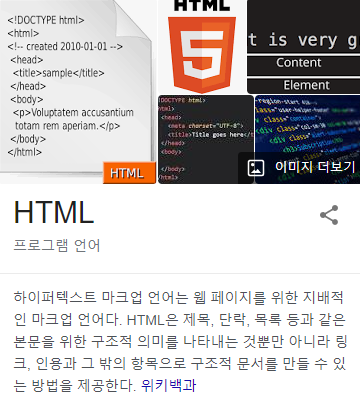 <!DOCTYPE html>
<html>
<!-- created 2010-01-01 -->
<head>
<title>sample</title>
</head>
<body>
<p>Voluptatem accusantium
totam rem aperiam.</p>
</body>
</html>
HTML
HTML
5
t is very g
Content
Element
DOCTYPE html>
<html>
<head>
<meta charset="UTF-8">
<title>Title goes here</
</head>
<body>
</body>
</html>
이미지 더보기
HTML
프로그램 언어
하이퍼텍스트 마크업 언어는 웹 페이지를 위한 지배적
인 마크업 언어다. HTML은 제목, 단락, 목록 등과 같은
본문을 위한 구조적 의미를 나타내는 것뿐만 아니라 링
크, 인용과 그 밖의 항목으로 구조적 문서를 만들 수 있
는 방법을 제공한다. 위키백과